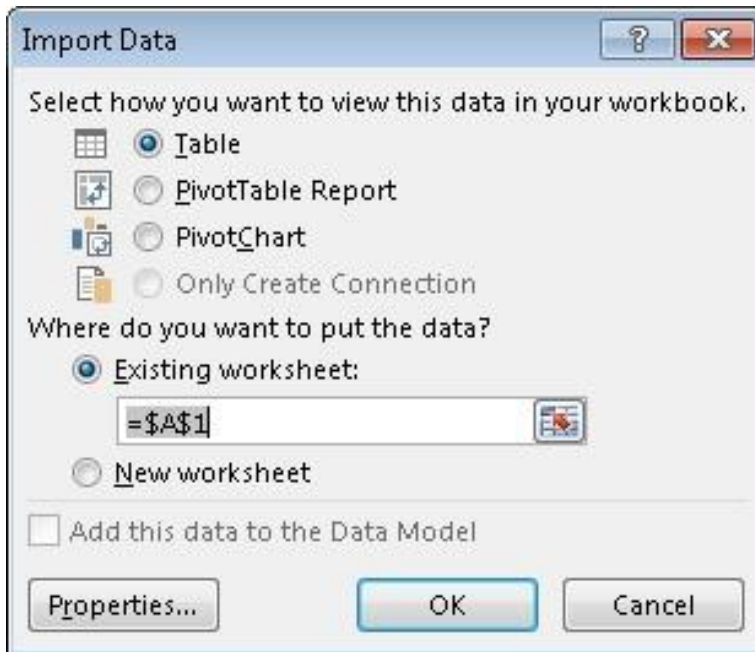 Import Data
?
Select how you want to view this data in your workbook.
Table
PivotTable Report
PivotChart
Only Create Connection
Where do you want to put the data?
Existing worksheet:
=$A$1
New worksheet
Add this data to the Data Model
Properties...
OK
Cancel